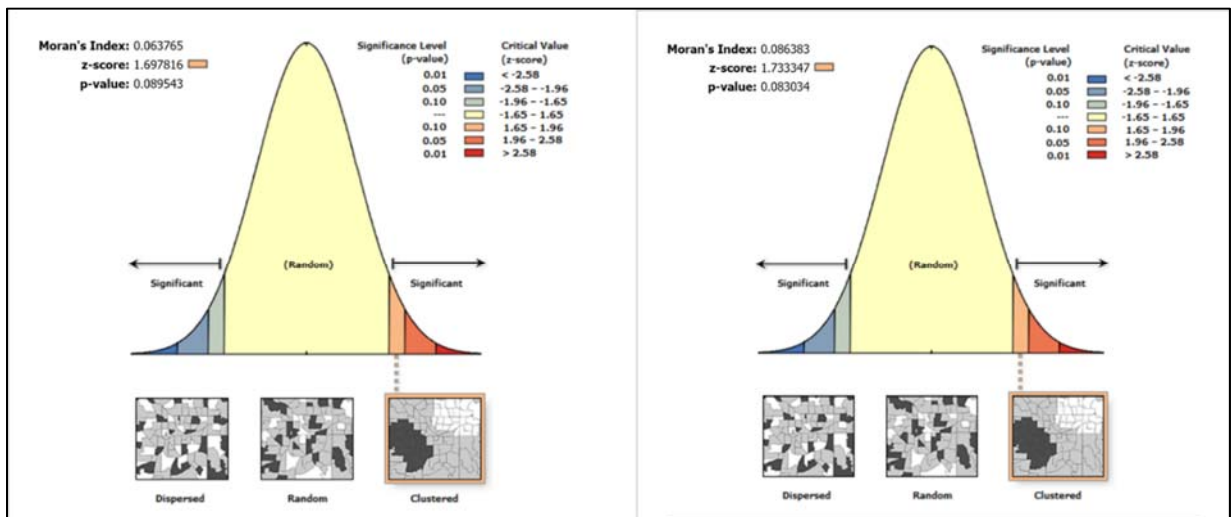 Moran's Index: 0.063765
z-score: 1.697816
p-value: 0.089543
Significance Level
(p-value)
Critical Value
(z-score)
0.01 < -2.58
0.05 -2.58 – -1.96
0.10 -1.96 – -1.65
--- -1.65 – 1.65
0.10 1.65 – 1.96
0.05 1.96 – 2.58
0.01 > 2.58
(Random)
Significant
Significant
Dispersed
Random
Clustered
Moran's Index: 0.086383
z-score: 1.733347
p-value: 0.083034
Significance Level
(p-value)
Critical Value
(z-score)
0.01 < -2.58
0.05 -2.58 – -1.96
0.10 -1.96 – -1.65
--- -1.65 – 1.65
0.10 1.65 – 1.96
0.05 1.96 – 2.58
0.01 > 2.58
(Random)
Significant
Significant
Dispersed
Random
Clustered